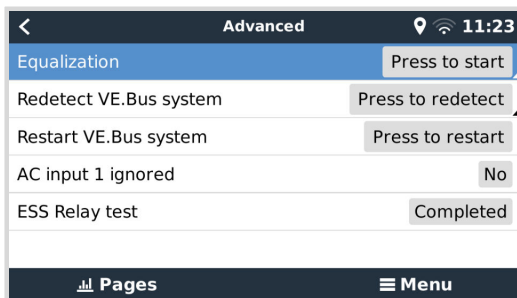 Advanced 11:23
Equalization Press to start
Redetect VE.Bus system Press to redetect
Restart VE.Bus system Press to restart
AC input 1 ignored No
ESS Relay test Completed
Pages Menu